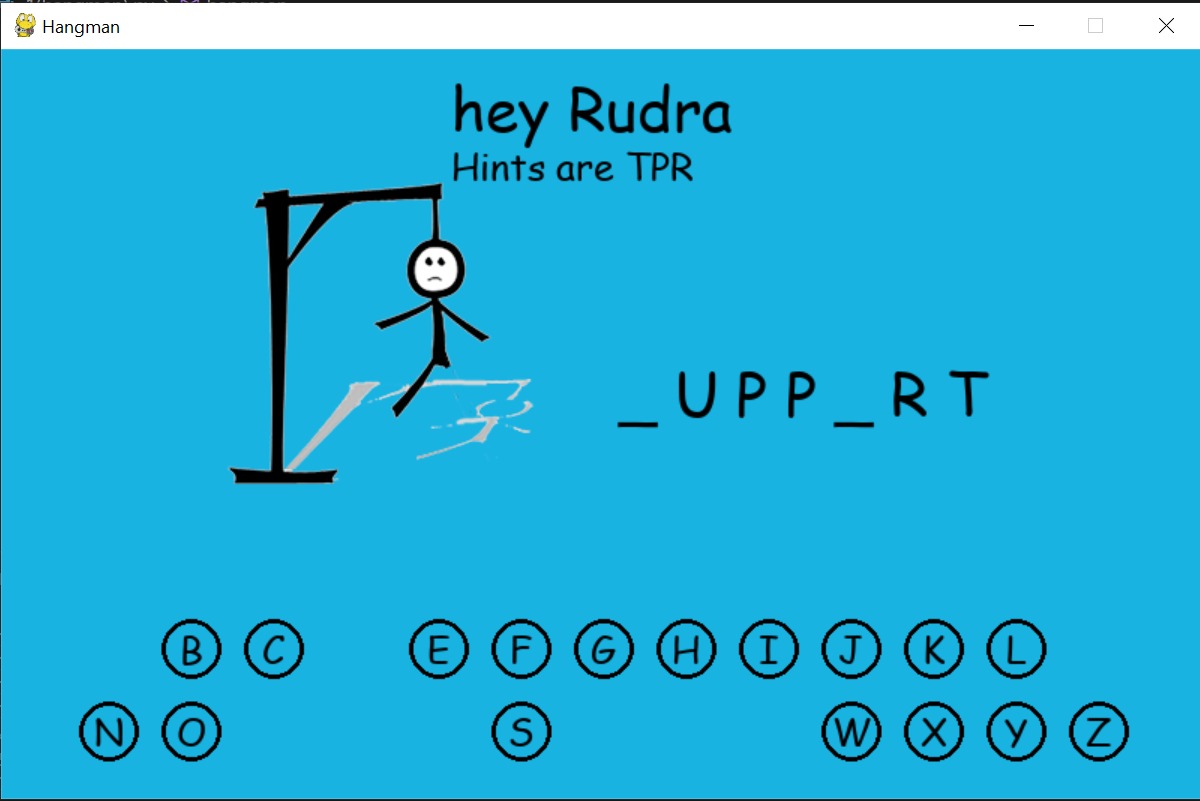 Hangman
hey Rudra
Hints are TPR
_ U P P _ R T
B C E F G H I J K L
N O S W X Y Z